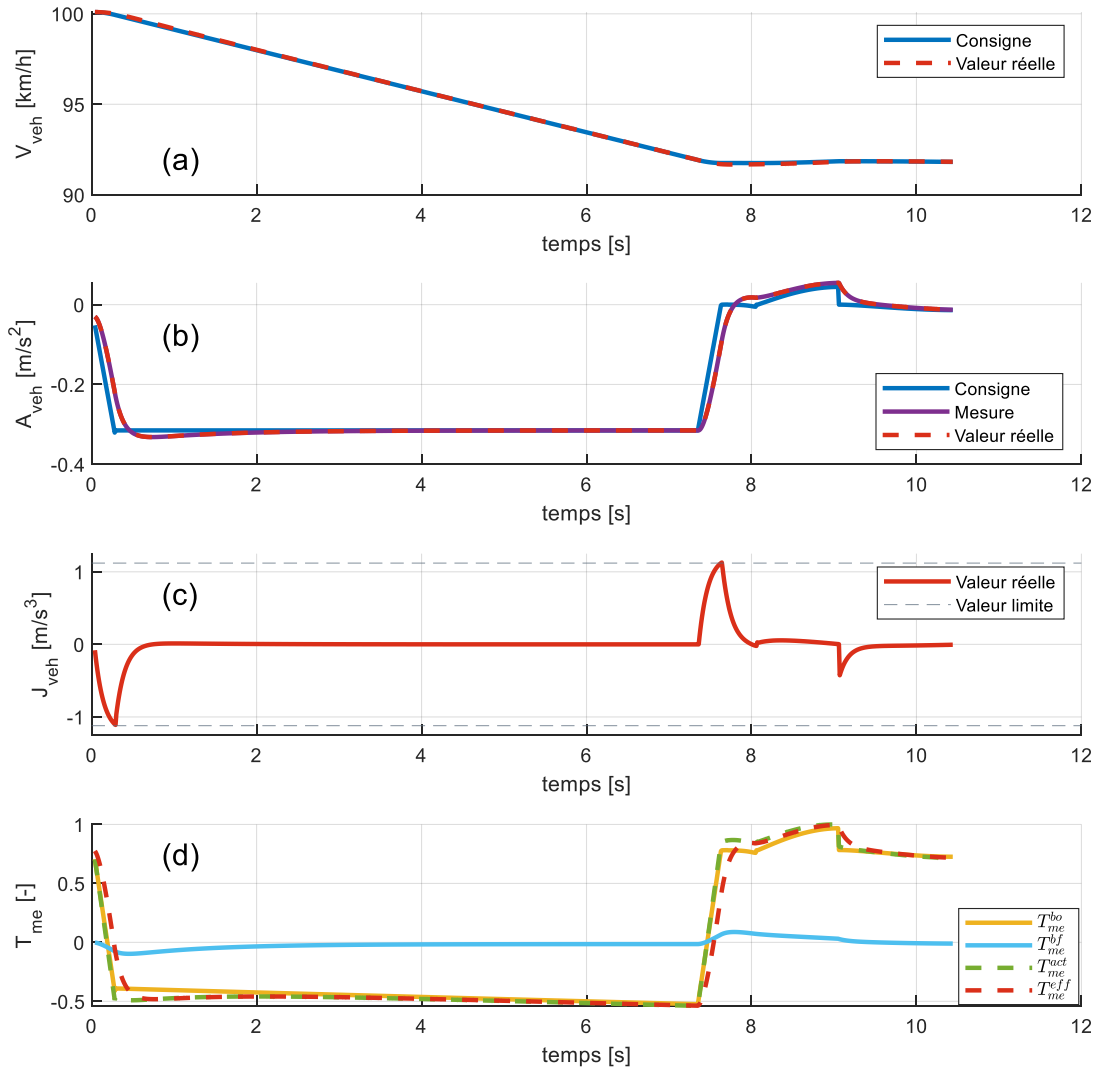 100
95
90
V_veh [km/h]
(a)
Consigne
Valeur réelle
0 2 4 6 8 10 12
temps [s]
0
-0.2
-0.4
A_veh [m/s²]
(b)
Consigne
Mesure
Valeur réelle
0 2 4 6 8 10 12
temps [s]
1
0
-1
J_veh [m/s³]
(c)
Valeur réelle
Valeur limite
0 2 4 6 8 10 12
temps [s]
1
0.5
0
-0.5
T_me [-]
(d)
T_me^bo
T_me^bf
T_me^act
T_me^eff
0 2 4 6 8 10 12
temps [s]